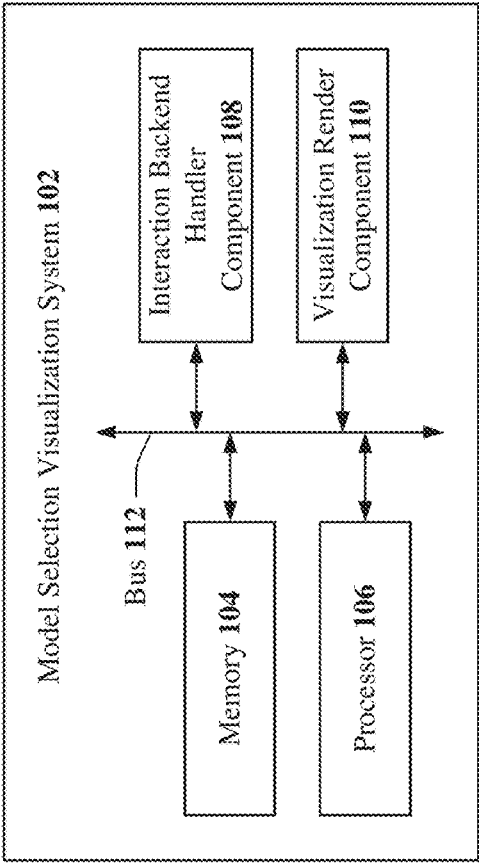 Model Selection Visualization System 102
Bus 112
Memory 104
Processor 106
Interaction Backend
Handler
Component 108
Visualization Render
Component 110